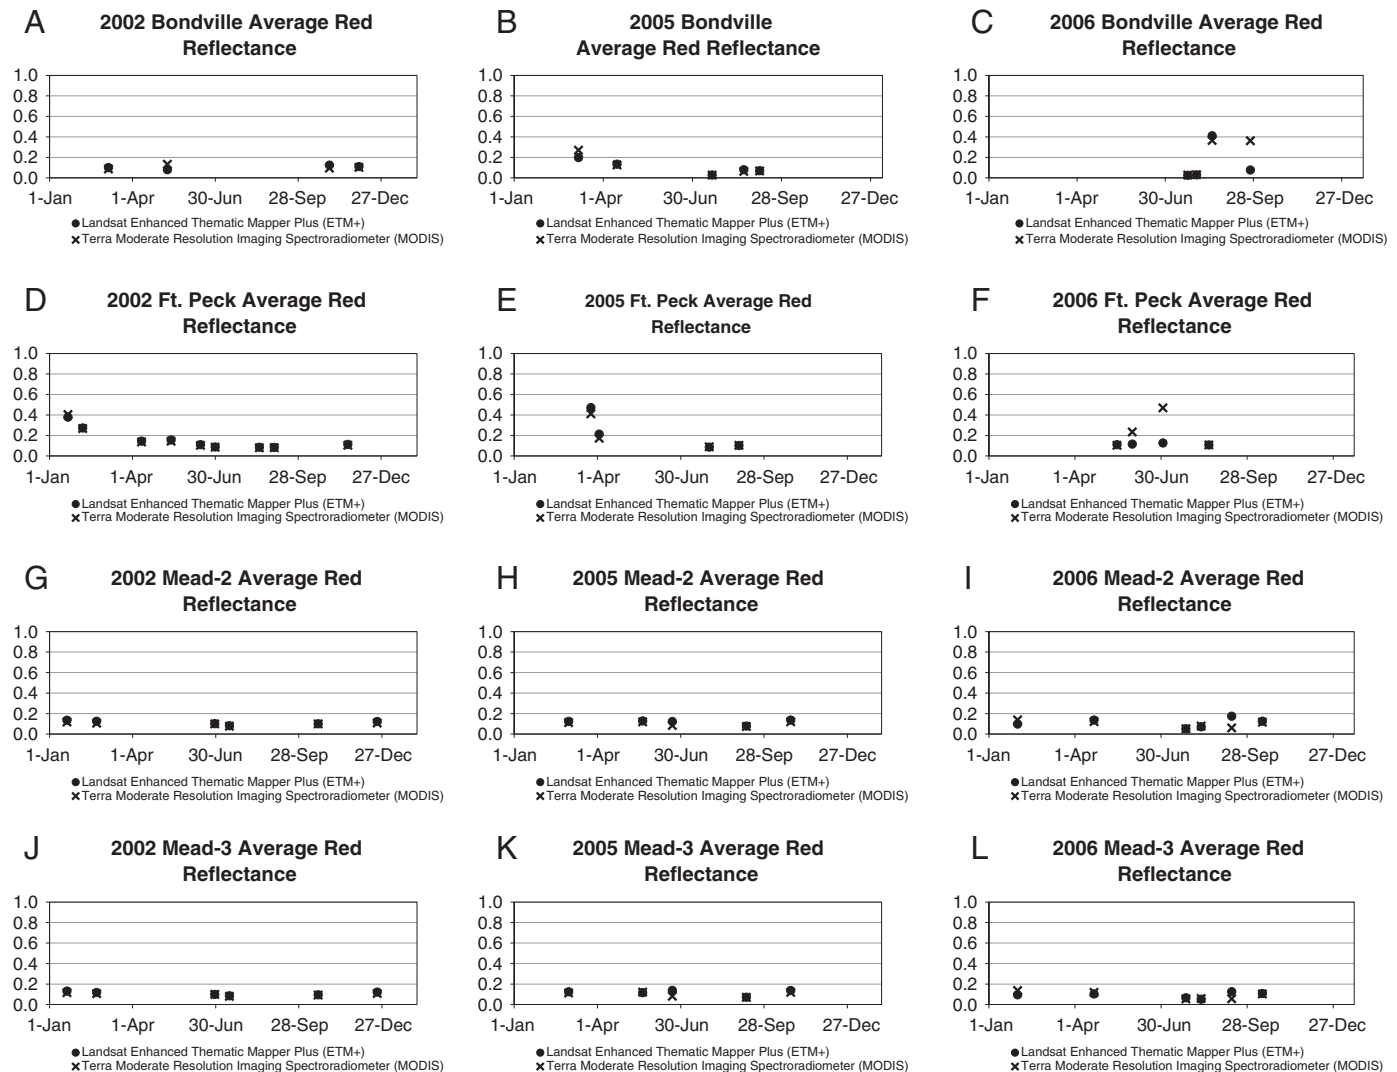 A
2002 Bondville Average Red
Reflectance
1.0
0.8
0.6
0.4
0.2
0.0
1-Jan 1-Apr 30-Jun 28-Sep 27-Dec
Landsat Enhanced Thematic Mapper Plus (ETM+)
Terra Moderate Resolution Imaging Spectroradiometer (MODIS)
B
2005 Bondville
Average Red Reflectance
1.0
0.8
0.6
0.4
0.2
0.0
1-Jan 1-Apr 30-Jun 28-Sep 27-Dec
Landsat Enhanced Thematic Mapper Plus (ETM+)
Terra Moderate Resolution Imaging Spectroradiometer (MODIS)
C
2006 Bondville Average Red
Reflectance
1.0
0.8
0.6
0.4
0.2
0.0
1-Jan 1-Apr 30-Jun 28-Sep 27-Dec
Landsat Enhanced Thematic Mapper Plus (ETM+)
Terra Moderate Resolution Imaging Spectroradiometer (MODIS)
D
2002 Ft. Peck Average Red
Reflectance
1.0
0.8
0.6
0.4
0.2
0.0
1-Jan 1-Apr 30-Jun 28-Sep 27-Dec
Landsat Enhanced Thematic Mapper Plus (ETM+)
Terra Moderate Resolution Imaging Spectroradiometer (MODIS)
E
2005 Ft. Peck Average Red
Reflectance
1.0
0.8
0.6
0.4
0.2
0.0
1-Jan 1-Apr 30-Jun 28-Sep 27-Dec
Landsat Enhanced Thematic Mapper Plus (ETM+)
Terra Moderate Resolution Imaging Spectroradiometer (MODIS)
F
2006 Ft. Peck Average Red
Reflectance
1.0
0.8
0.6
0.4
0.2
0.0
1-Jan 1-Apr 30-Jun 28-Sep 27-Dec
Landsat Enhanced Thematic Mapper Plus (ETM+)
Terra Moderate Resolution Imaging Spectroradiometer (MODIS)
G
2002 Mead-2 Average Red
Reflectance
1.0
0.8
0.6
0.4
0.2
0.0
1-Jan 1-Apr 30-Jun 28-Sep 27-Dec
Landsat Enhanced Thematic Mapper Plus (ETM+)
Terra Moderate Resolution Imaging Spectroradiometer (MODIS)
H
2005 Mead-2 Average Red
Reflectance
1.0
0.8
0.6
0.4
0.2
0.0
1-Jan 1-Apr 30-Jun 28-Sep 27-Dec
Landsat Enhanced Thematic Mapper Plus (ETM+)
Terra Moderate Resolution Imaging Spectroradiometer (MODIS)
I
2006 Mead-2 Average Red
Reflectance
1.0
0.8
0.6
0.4
0.2
0.0
1-Jan 1-Apr 30-Jun 28-Sep 27-Dec
Landsat Enhanced Thematic Mapper Plus (ETM+)
Terra Moderate Resolution Imaging Spectroradiometer (MODIS)
J
2002 Mead-3 Average Red
Reflectance
1.0
0.8
0.6
0.4
0.2
0.0
1-Jan 1-Apr 30-Jun 28-Sep 27-Dec
Landsat Enhanced Thematic Mapper Plus (ETM+)
Terra Moderate Resolution Imaging Spectroradiometer (MODIS)
K
2005 Mead-3 Average Red
Reflectance
1.0
0.8
0.6
0.4
0.2
0.0
1-Jan 1-Apr 30-Jun 28-Sep 27-Dec
Landsat Enhanced Thematic Mapper Plus (ETM+)
Terra Moderate Resolution Imaging Spectroradiometer (MODIS)
L
2006 Mead-3 Average Red
Reflectance
1.0
0.8
0.6
0.4
0.2
0.0
1-Jan 1-Apr 30-Jun 28-Sep 27-Dec
Landsat Enhanced Thematic Mapper Plus (ETM+)
Terra Moderate Resolution Imaging Spectroradiometer (MODIS)